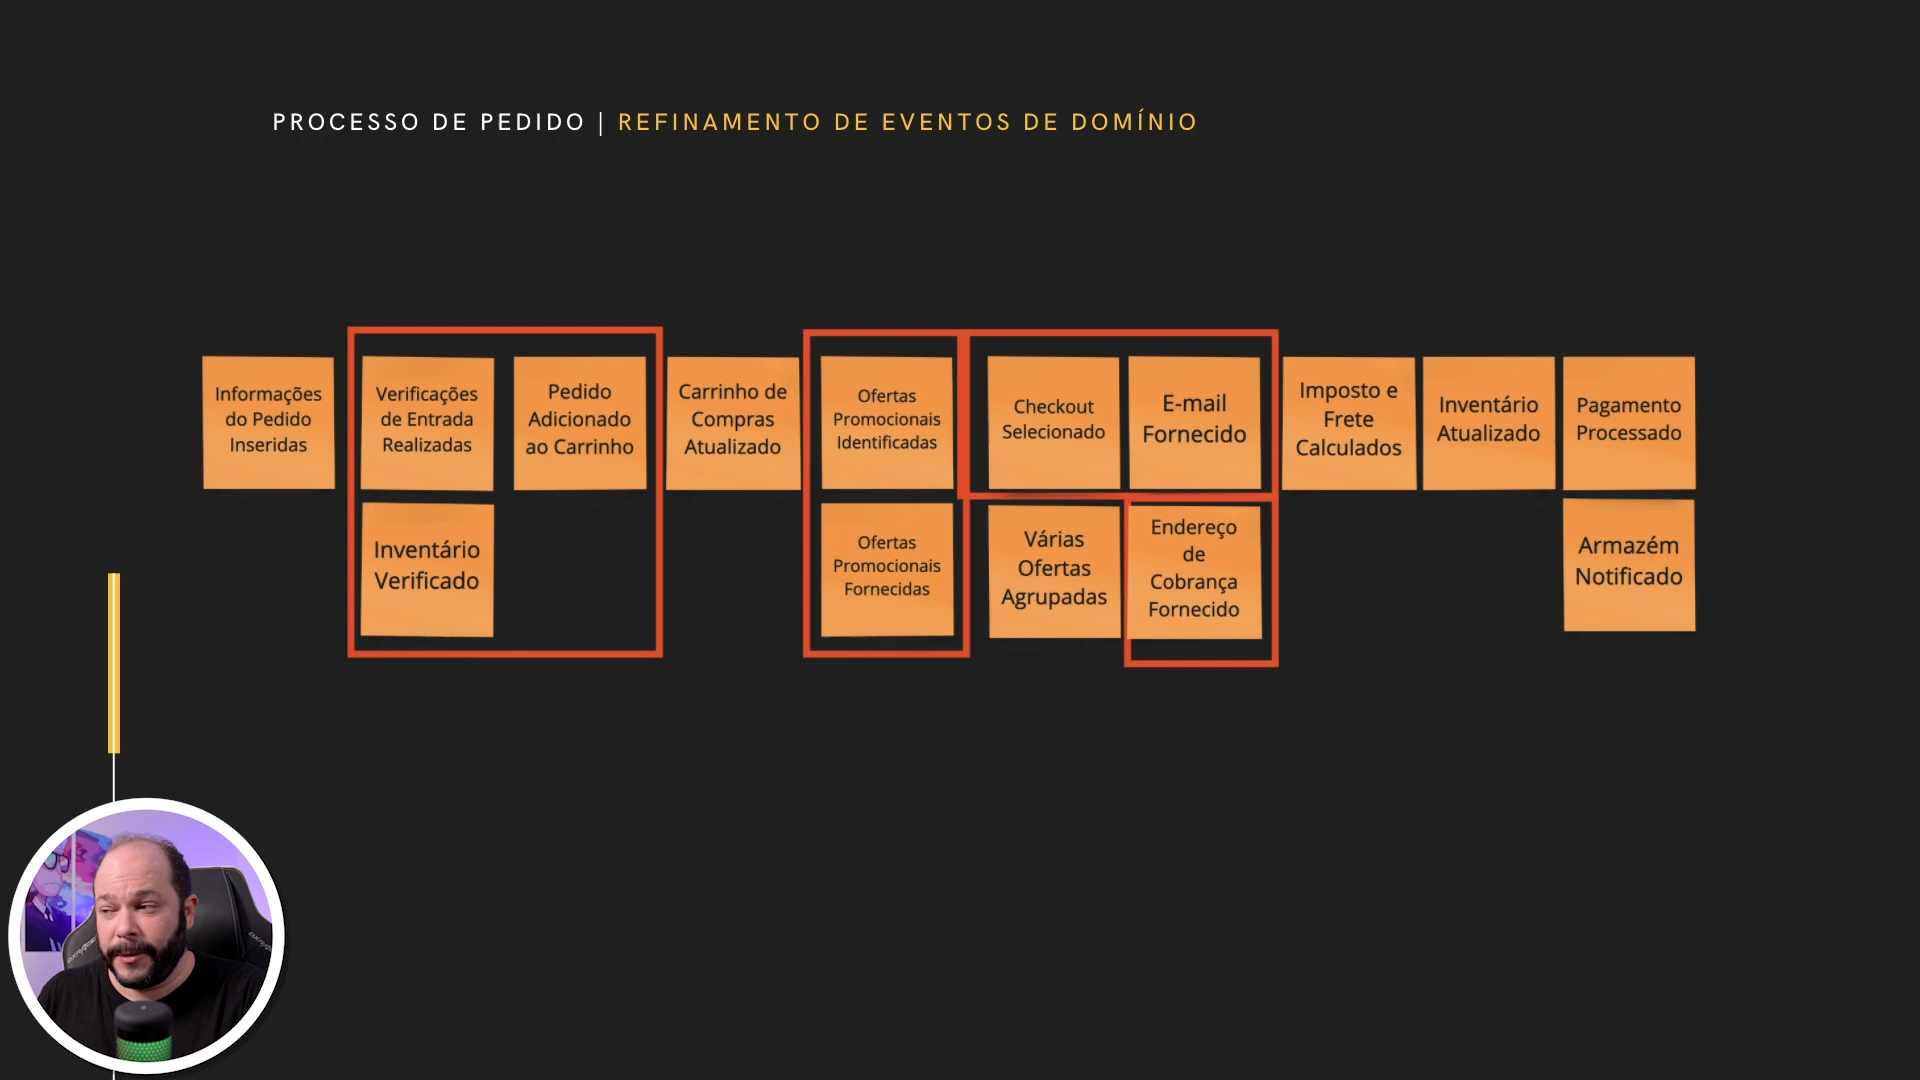 PROCESSO DE PEDIDO | REFINAMENTO DE EVENTOS DE DOMÍNIO
Informações
do Pedido
Inseridas
Verificações
de Entrada
Realizadas
Pedido
Adicionado
ao Carrinho
Carrinho de
Compras
Atualizado
Ofertas
Promocionais
Identificadas
Checkout
Selecionado
E-mail
Fornecido
Imposto e
Frete
Calculados
Inventário
Atualizado
Pagamento
Processado
Inventário
Verificado
Ofertas
Promocionais
Fornecidas
Várias
Ofertas
Agrupadas
Endereço
de
Cobrança
Fornecido
Armazém
Notificado